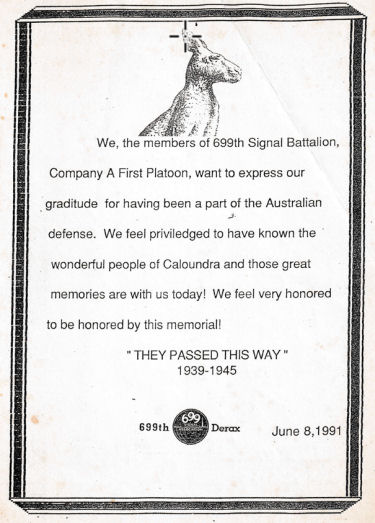 We, the members of 699th Signal Battalion,
Company A First Platoon, want to express our
gratitude for having been a part of the Australian
defense. We feel priviledged to have known the
wonderful people of Caloundra and those great
memories are with us today! We feel very honored
to be honored by this memorial!
" THEY PASSED THIS WAY "
1939-1945
699th 699 Derax
June 8,1991